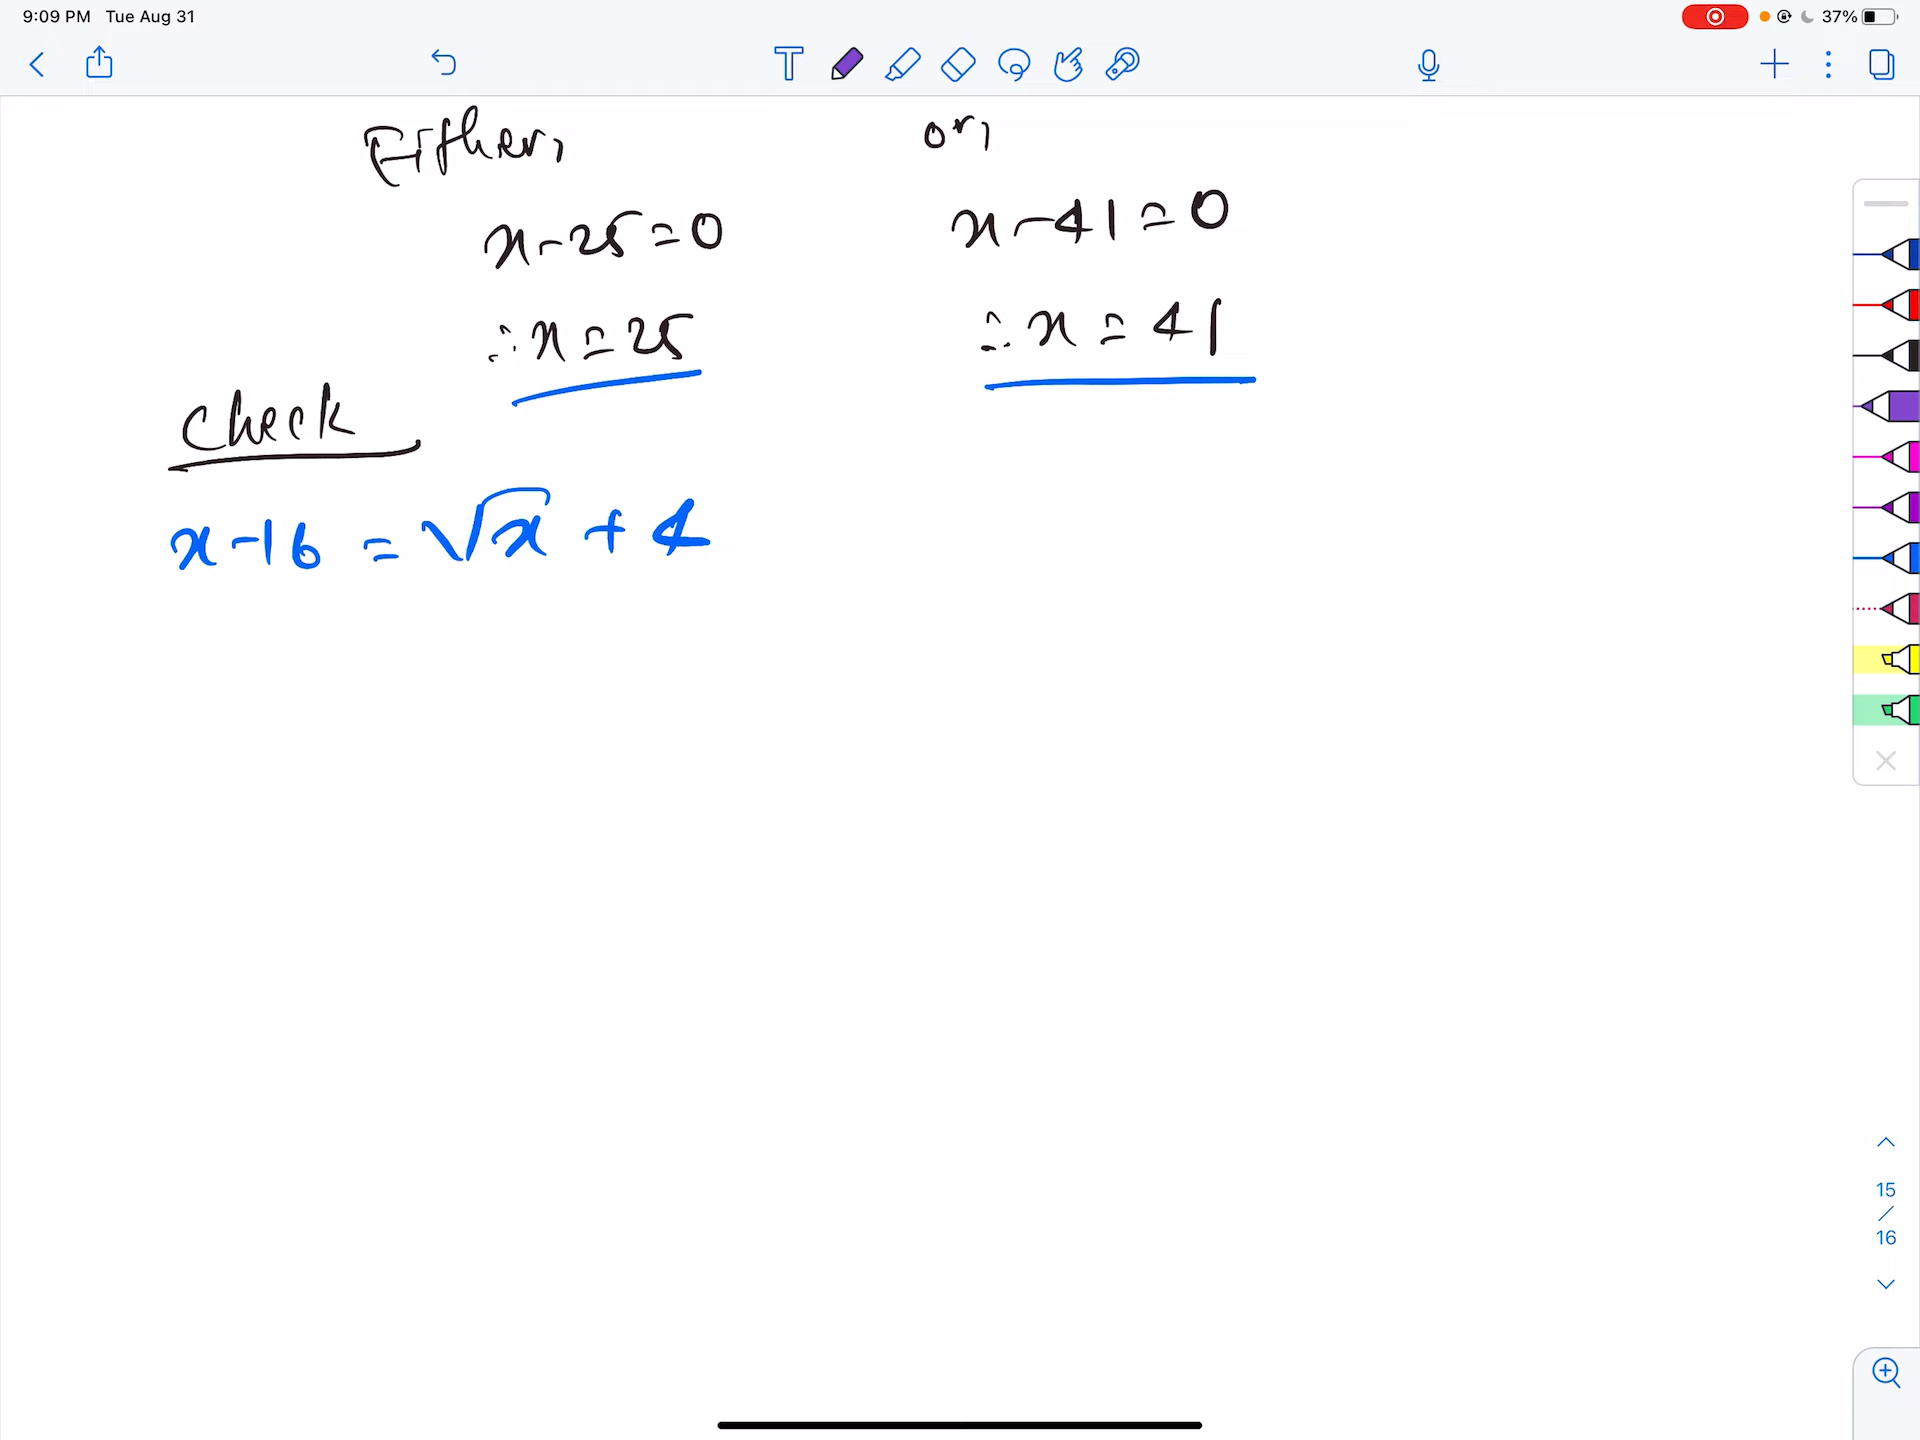 9:09 PM Tue Aug 31
37%
Either, or,
x-25=0 x-41=0
∴x=25 ∴x=41
Check
x-16 = √x + 4
15
/
16